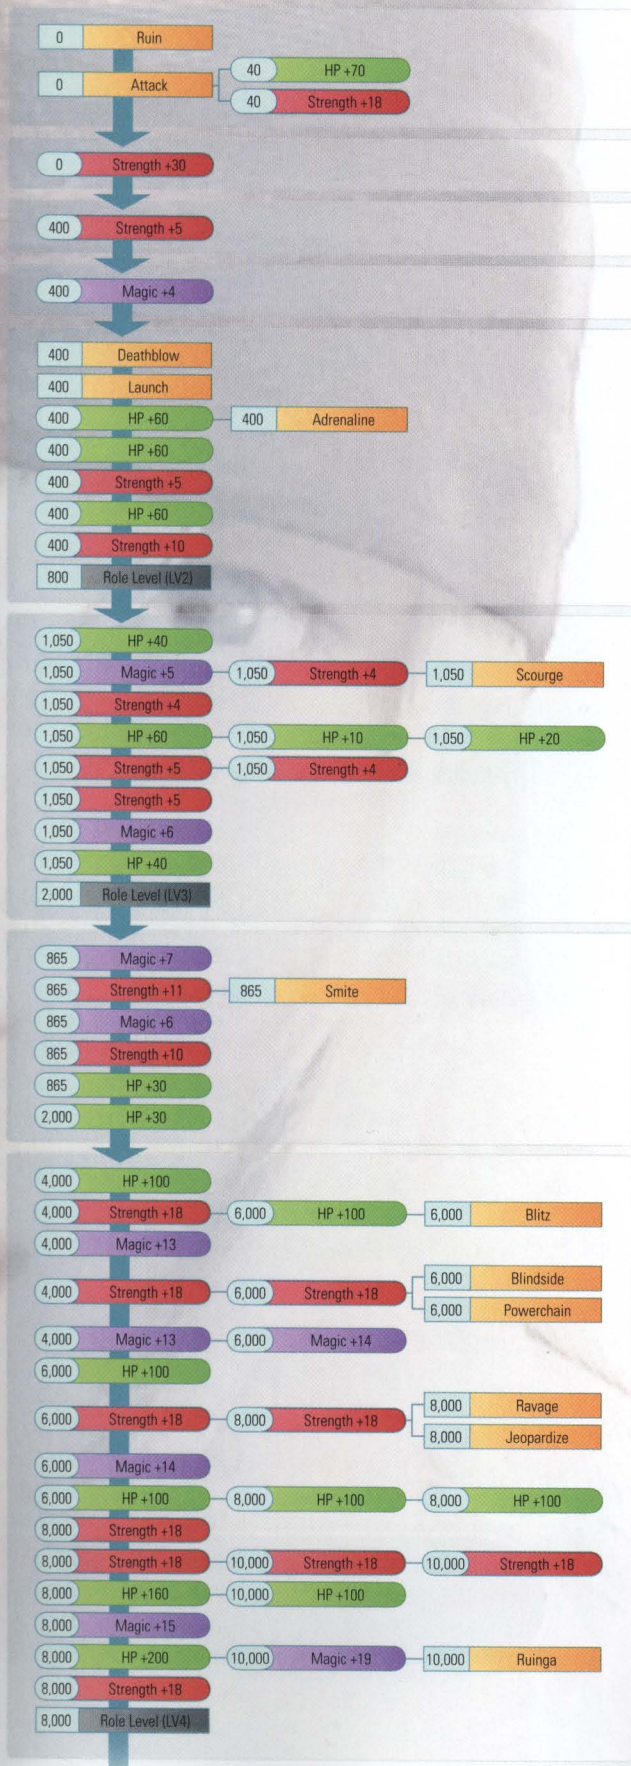 0 Ruin
40 HP +70
0 Attack
40 Strength +18
0 Strength +30
400 Strength +5
400 Magic +4
400 Deathblow
400 Launch
400 HP +60 400 Adrenaline
400 HP +60
400 Strength +5
400 HP +60
400 Strength +10
800 Role Level (LV2)
1,050 HP +40
1,050 Magic +5 1,050 Strength +4 1,050 Scourge
1,050 Strength +4
1,050 HP +60 1,050 HP +10 1,050 HP +20
1,050 Strength +5 1,050 Strength +4
1,050 Strength +5
1,050 Magic +6
1,050 HP +40
2,000 Role Level (LV3)
865 Magic +7
865 Strength +11 865 Smite
865 Magic +6
865 Strength +10
865 HP +30
2,000 HP +30
4,000 HP +100
4,000 Strength +18 6,000 HP +100 6,000 Blitz
4,000 Magic +13
6,000 Blindside
4,000 Strength +18 6,000 Strength +18
6,000 Powerchain
4,000 Magic +13 6,000 Magic +14
6,000 HP +100
8,000 Ravage
6,000 Strength +18 8,000 Strength +18
8,000 Jeopardize
6,000 Magic +14
6,000 HP +100 8,000 HP +100 8,000 HP +100
8,000 Strength +18
8,000 Strength +18 10,000 Strength +18 10,000 Strength +18
8,000 HP +160 10,000 HP +100
8,000 Magic +15
8,000 HP +200 10,000 Magic +19 10,000 Ruinga
8,000 Strength +18
8,000 Role Level (LV4)